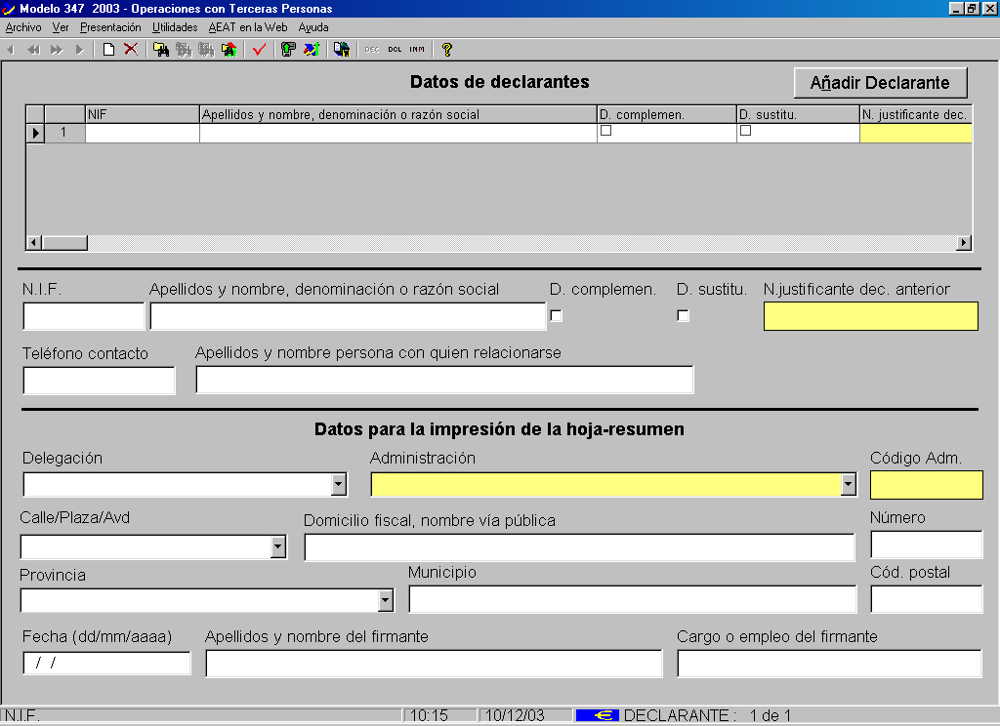 Modelo 347  2003 - Operaciones con Terceras Personas
Archivo Ver Presentación Utilidades AEAT en la Web Ayuda
DEC DCL INM ?
Datos de declarantes
Añadir Declarante
NIF Apellidos y nombre, denominación o razón social D. complemen. D. sustitu. N. justificante dec.
1
N.I.F. Apellidos y nombre, denominación o razón social D. complemen. D. sustitu. N.justificante dec. anterior
Teléfono contacto Apellidos y nombre persona con quien relacionarse
Datos para la impresión de la hoja-resumen
Delegación Administración Código Adm.
Calle/Plaza/Avd Domicilio fiscal, nombre vía pública Número
Provincia Municipio Cód. postal
Fecha (dd/mm/aaaa) Apellidos y nombre del firmante Cargo o empleo del firmante
/ /
N.I.F. 10:15 10/12/03 DECLARANTE : 1 de 1